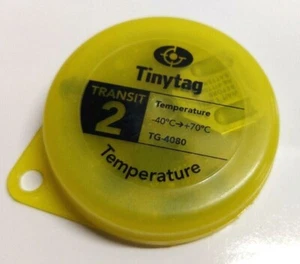 Tinytag
TRANSIT
2
Temperature
-40°C→+70°C
TG-4080
Temperature